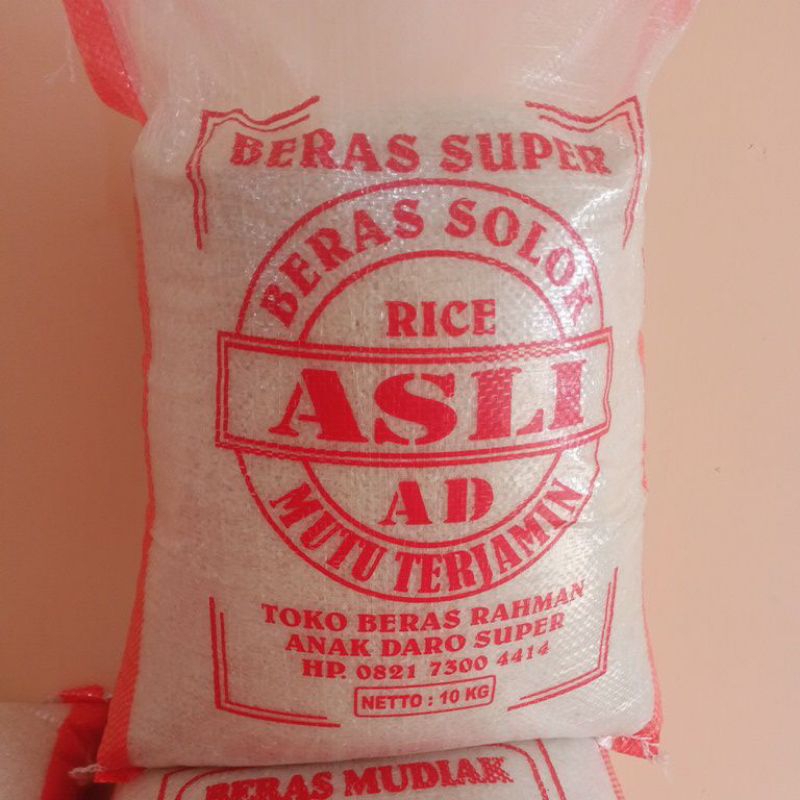 BERAS SUPER
BERAS SOLOK
RICE
ASLI
AD
MUTU TERJAMIN
TOKO BERAS RAHMAN
ANAK DARO SUPER
HP. 0821 7300 4414
NETTO : 10 KG
BERAS MUDIAK